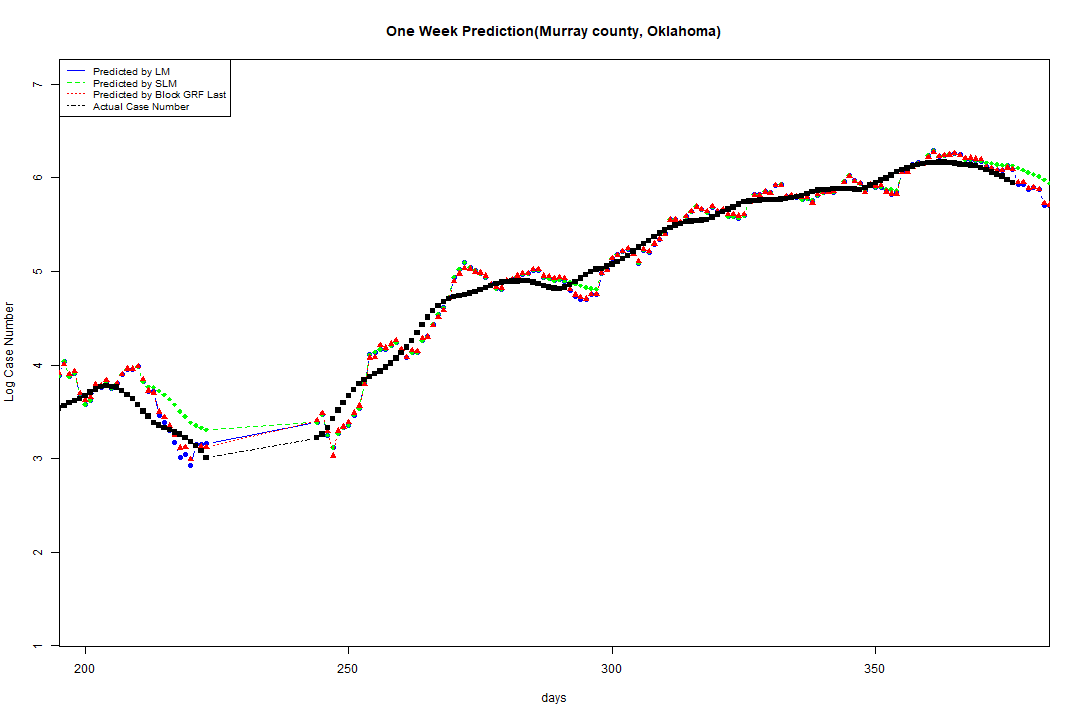 One Week Prediction(Murray county, Oklahoma)
Predicted by LM
Predicted by SLM
Predicted by Block GRF Last
Actual Case Number
7
6
5
4
3
2
1
Log Case Number
200 250 300 350
days